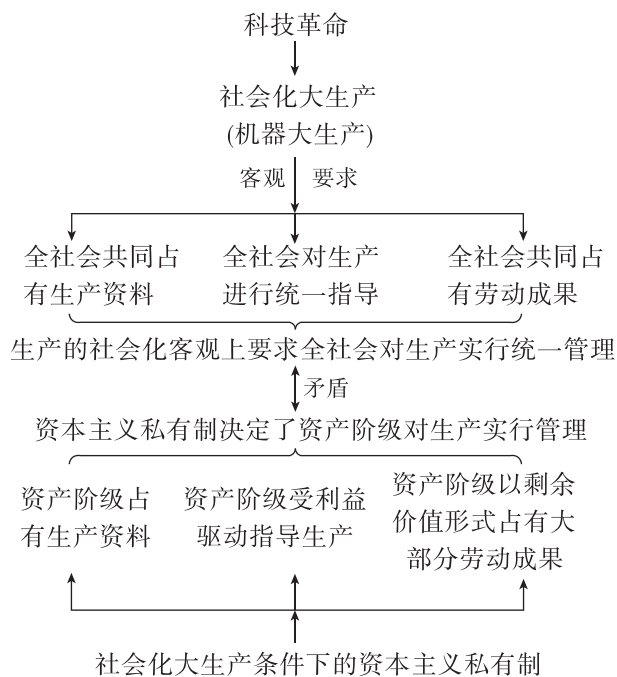 科技革命
社会化大生产
(机器大生产)
客观 要求
全社会共同占
有生产资料
全社会对生产
进行统一指导
全社会共同占
有劳动成果
生产的社会化客观上要求全社会对生产实行统一管理
矛盾
资本主义私有制决定了资产阶级对生产实行管理
资产阶级占
有生产资料
资产阶级受利益
驱动指导生产
资产阶级以剩余
价值形式占有大
部分劳动成果
社会化大生产条件下的资本主义私有制